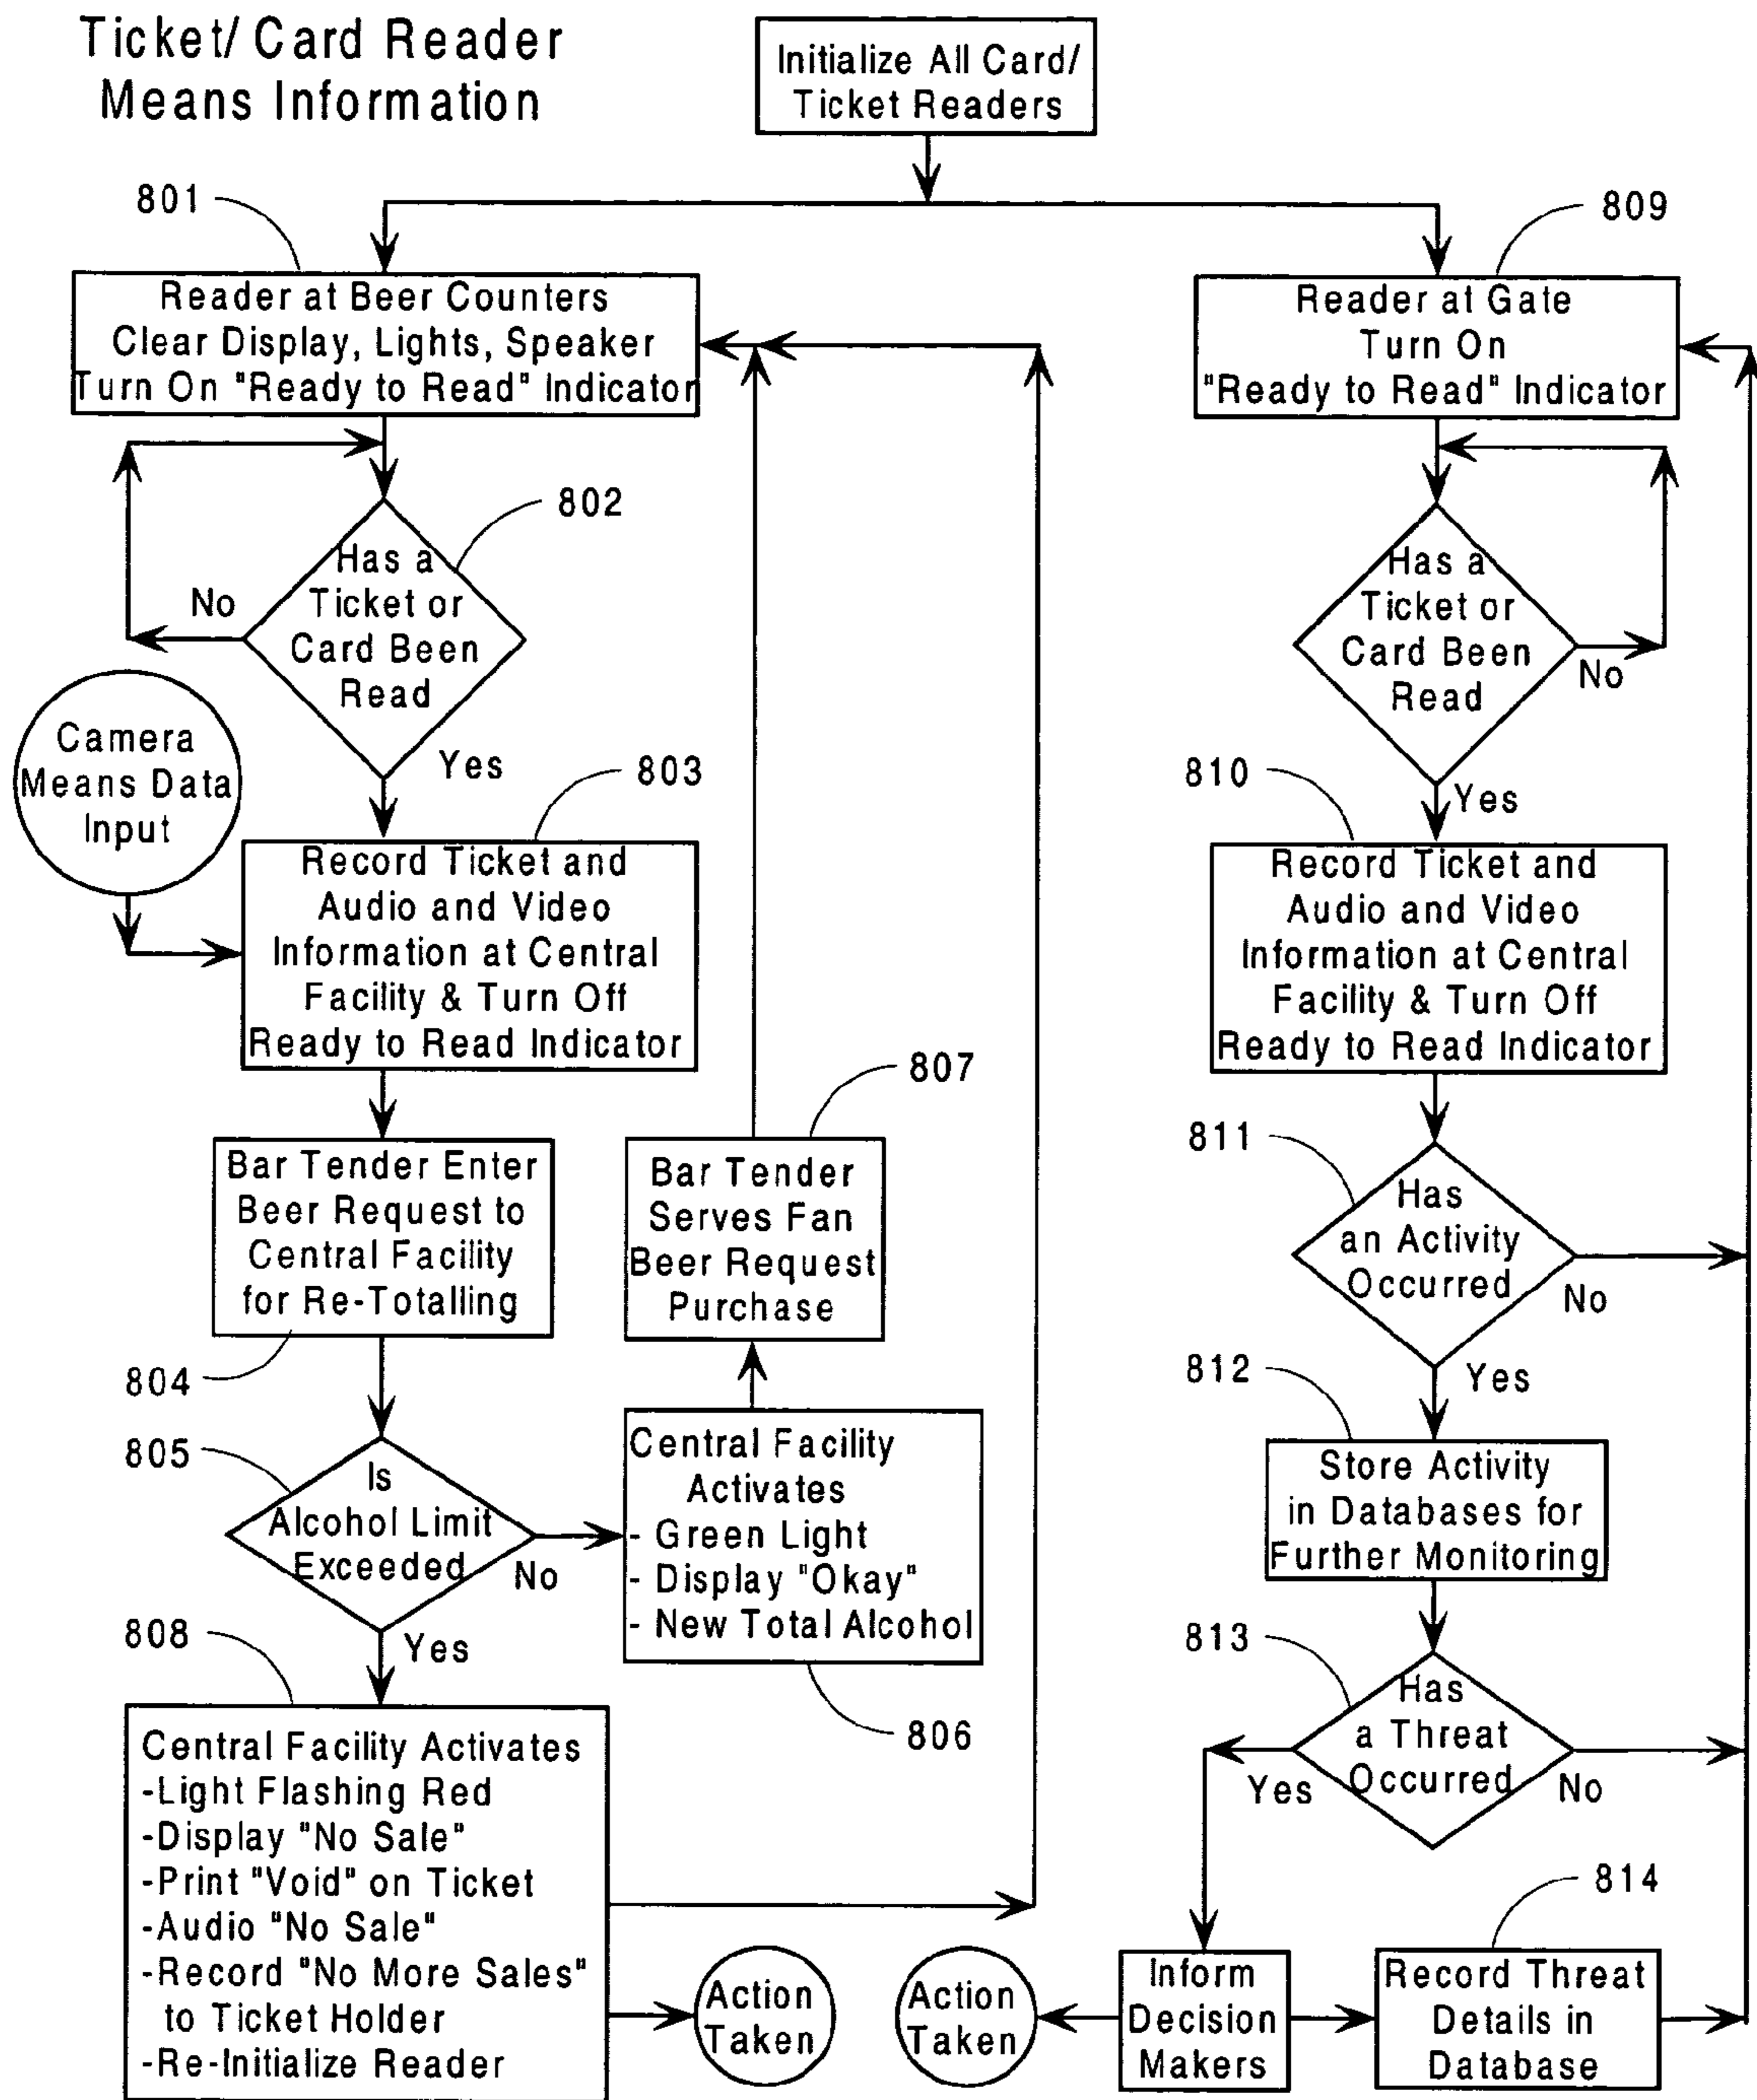 Ticket/ Card Reader
Means Information
Initialize All Card/
Ticket Readers
801
Reader at Beer Counters
Clear Display, Lights, Speaker
Turn On "Ready to Read" Indicator
802
Has a
Ticket or
Card Been
Read
No
Yes
Camera
Means Data
Input
803
Record Ticket and
Audio and Video
Information at Central
Facility & Turn Off
Ready to Read Indicator
Bar Tender Enter
Beer Request to
Central Facility
for Re-Totalling
804
805
Is
Alcohol Limit
Exceeded
No
Yes
Central Facility
Activates
- Green Light
- Display "Okay"
- New Total Alcohol
806
807
Bar Tender
Serves Fan
Beer Request
Purchase
808
Central Facility Activates
-Light Flashing Red
-Display "No Sale"
-Print "Void" on Ticket
-Audio "No Sale"
-Record "No More Sales"
to Ticket Holder
-Re-Initialize Reader
Action
Taken
809
Reader at Gate
Turn On
"Ready to Read" Indicator
Has a
Ticket or
Card Been
Read
No
Yes
810
Record Ticket and
Audio and Video
Information at Central
Facility & Turn Off
Ready to Read Indicator
811
Has
an Activity
Occurred
No
Yes
812
Store Activity
in Databases for
Further Monitoring
813
Has
a Threat
Occurred
Yes
No
Action
Taken
Inform
Decision
Makers
814
Record Threat
Details in
Database